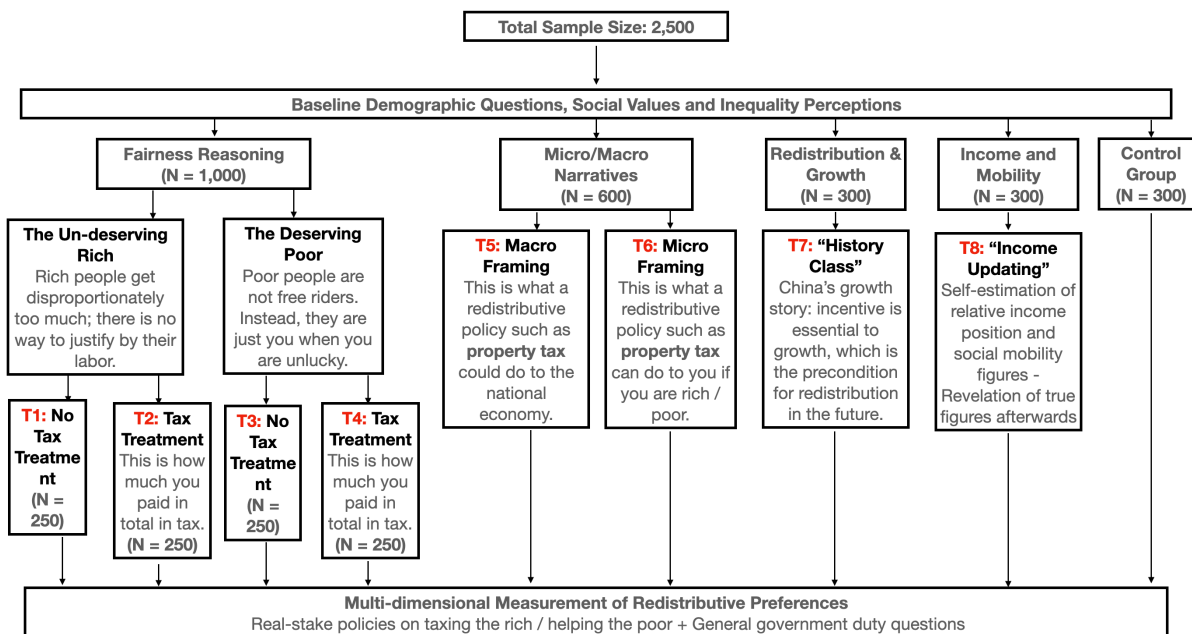 Total Sample Size: 2,500
Baseline Demographic Questions, Social Values and Inequality Perceptions
Fairness Reasoning
(N = 1,000)
Micro/Macro
Narratives
(N = 600)
Redistribution &
Growth
(N = 300)
Income and
Mobility
(N = 300)
Control
Group
(N = 300)
The Un-deserving
Rich
Rich people get
disproportionately
too much; there is no
way to justify by their
labor.
The Deserving
Poor
Poor people are
not free riders.
Instead, they are
just you when you
are unlucky.
T5: Macro
Framing
This is what a
redistributive
policy such as
property tax
could do to the
national
economy.
T6: Micro
Framing
This is what a
redistributive
policy such as
property tax
can do to you if
you are rich /
poor.
T7: “History
Class”
China’s growth
story: incentive is
essential to
growth, which is
the precondition
for redistribution
in the future.
T8: “Income
Updating”
Self-estimation of
relative income
position and
social mobility
figures -
Revelation of true
figures afterwards
T1: No
Tax
Treatme
nt
(N =
250)
T2: Tax
Treatment
This is how
much you
paid in
total in tax.
(N = 250)
T3: No
Tax
Treatme
nt
(N =
250)
T4: Tax
Treatment
This is how
much you
paid in
total in tax.
(N = 250)
Multi-dimensional Measurement of Redistributive Preferences
Real-stake policies on taxing the rich / helping the poor + General government duty questions